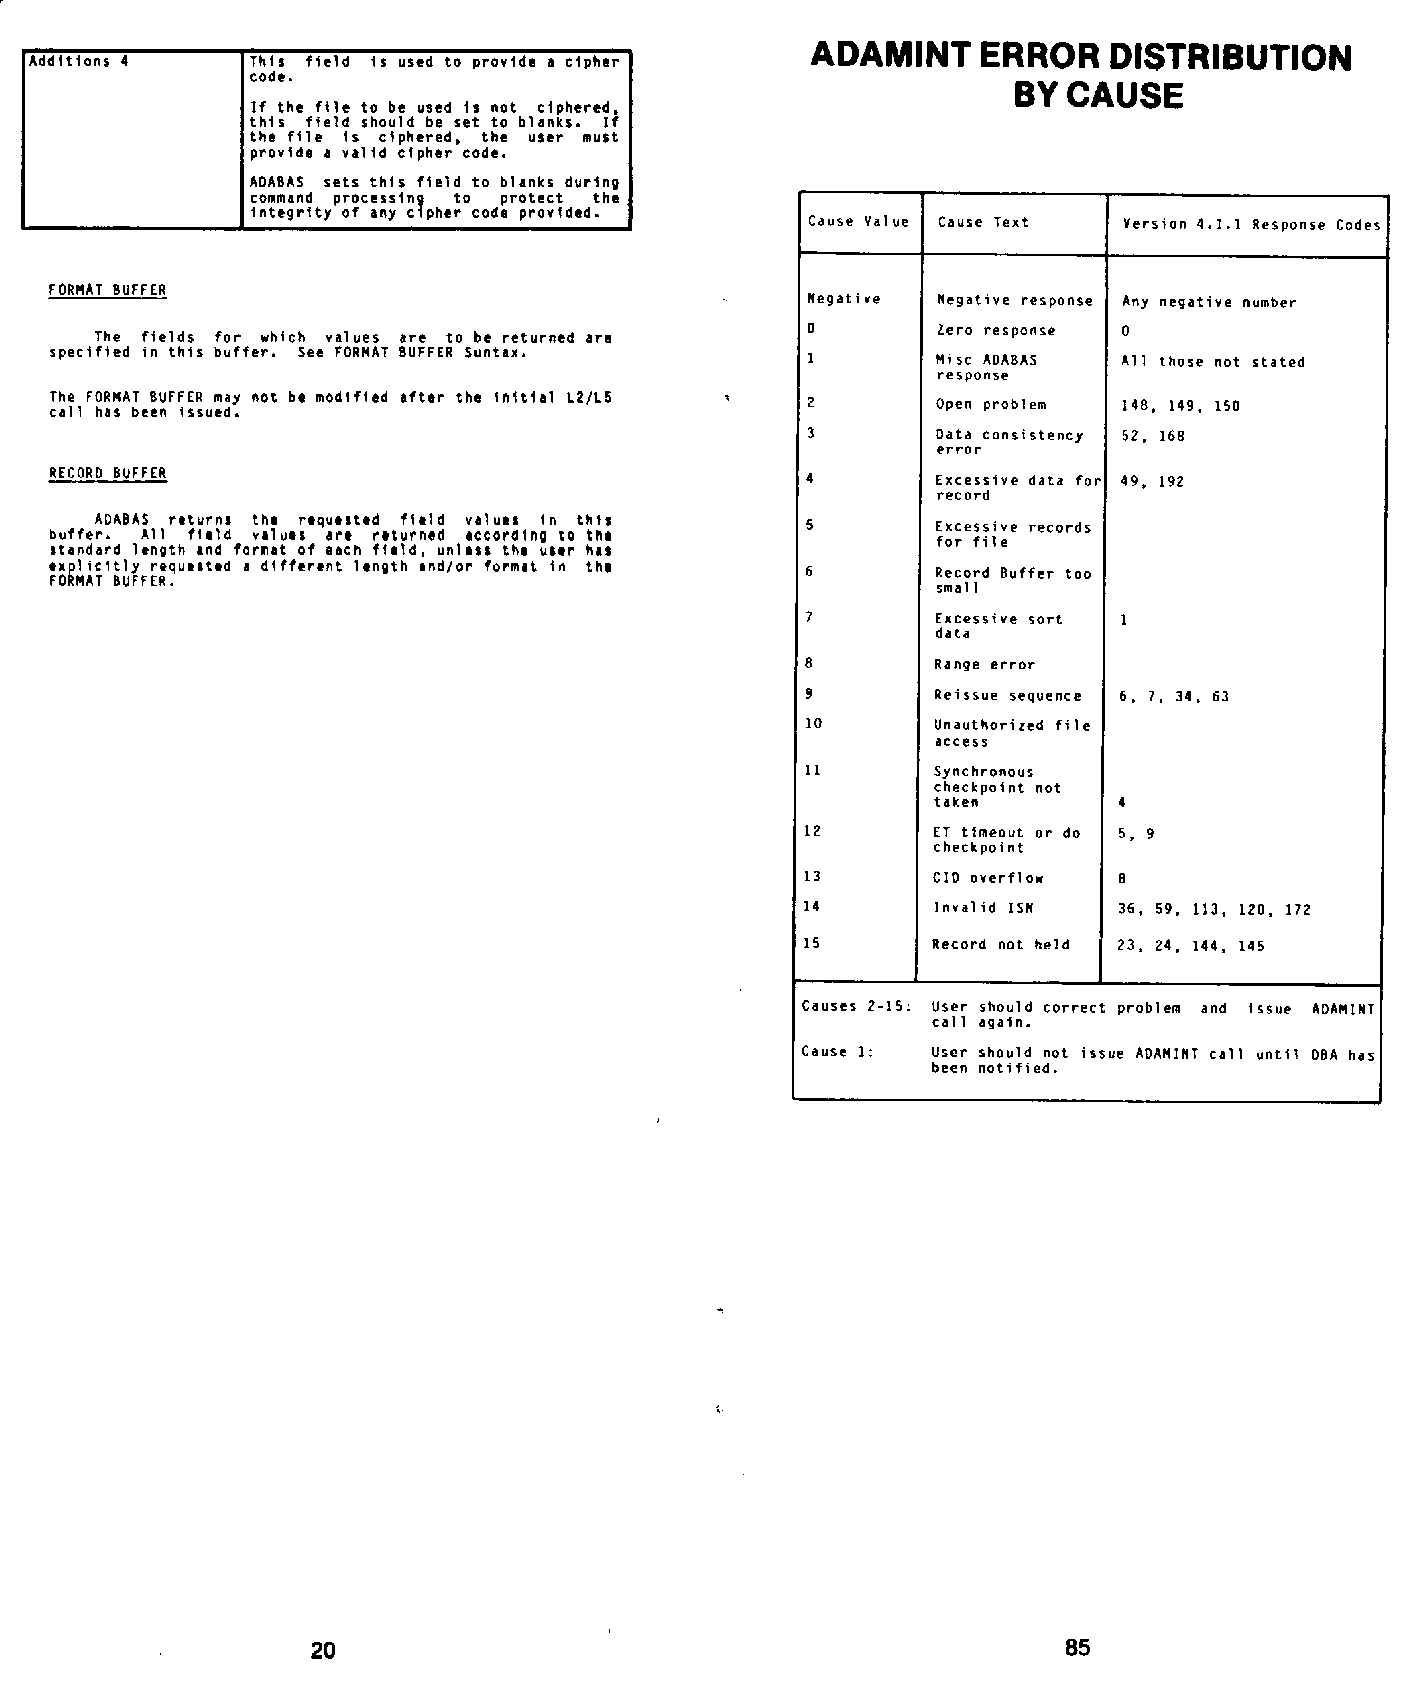 Additions 4
This field is used to provide a cipher
code.
If the file to be used is not ciphered,
this field should be set to blanks. If
the file is ciphered, the user must
provide a valid cipher code.
ADABAS sets this field to blanks during
command processing to protect the
integrity of any cipher code provided.
FORMAT BUFFER
The fields for which values are to be returned are
specified in this buffer. See FORMAT BUFFER Suntax.
The FORMAT BUFFER may not be modified after the initial L2/L5
call has been issued.
RECORD BUFFER
ADABAS returns the requested field values in this
buffer. All field values are returned according to the
standard length and format of each field, unless the user has
explicitly requested a different length and/or format in the
FORMAT BUFFER.
20
ADAMINT ERROR DISTRIBUTION
BY CAUSE
Cause Value Cause Text Version 4.1.1 Response Codes
Negative Negative response Any negative number
0 Zero response 0
1 Misc ADABAS All those not stated
response
2 Open problem 148, 149, 150
3 Data consistency 52, 168
error
4 Excessive data for 49, 192
record
5 Excessive records
for file
6 Record Buffer too
small
7 Excessive sort 1
data
8 Range error
9 Reissue sequence 6, 7, 34, 63
10 Unauthorized file
access
11 Synchronous
checkpoint not
taken 4
12 ET timeout or do 5, 9
checkpoint
13 CID overflow 8
14 Invalid ISN 36, 59, 113, 120, 172
15 Record not held 23, 24, 144, 145
Causes 2-15: User should correct problem and issue ADAMINT
call again.
Cause 1: User should not issue ADAMINT call until DBA has
been notified.
85